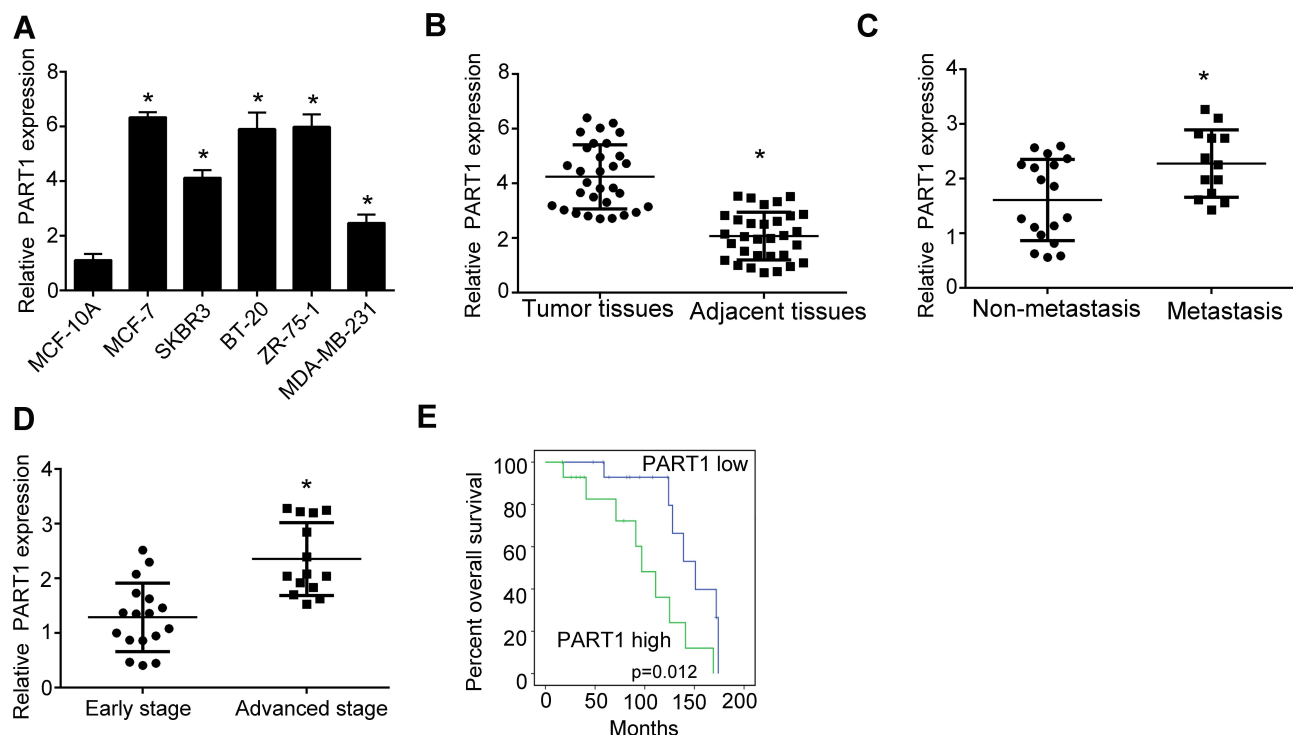 A
Relative PART1 expression
8
6
4
2
0
*
*
*
*
*
MCF-10A
MCF-7
SKBR3
BT-20
ZR-75-1
MDA-MB-231
B
Relative PART1 expression
8
6
4
2
0
*
Tumor tissues
Adjacent tissues
C
Relative PART1 expression
4
3
2
1
0
*
Non-metastasis
Metastasis
D
Relative PART1 expression
4
3
2
1
0
*
Early stage
Advanced stage
E
Percent overall survival
100
80
60
40
20
0
PART1 low
PART1 high
p=0.012
0 50 100 150 200
Months